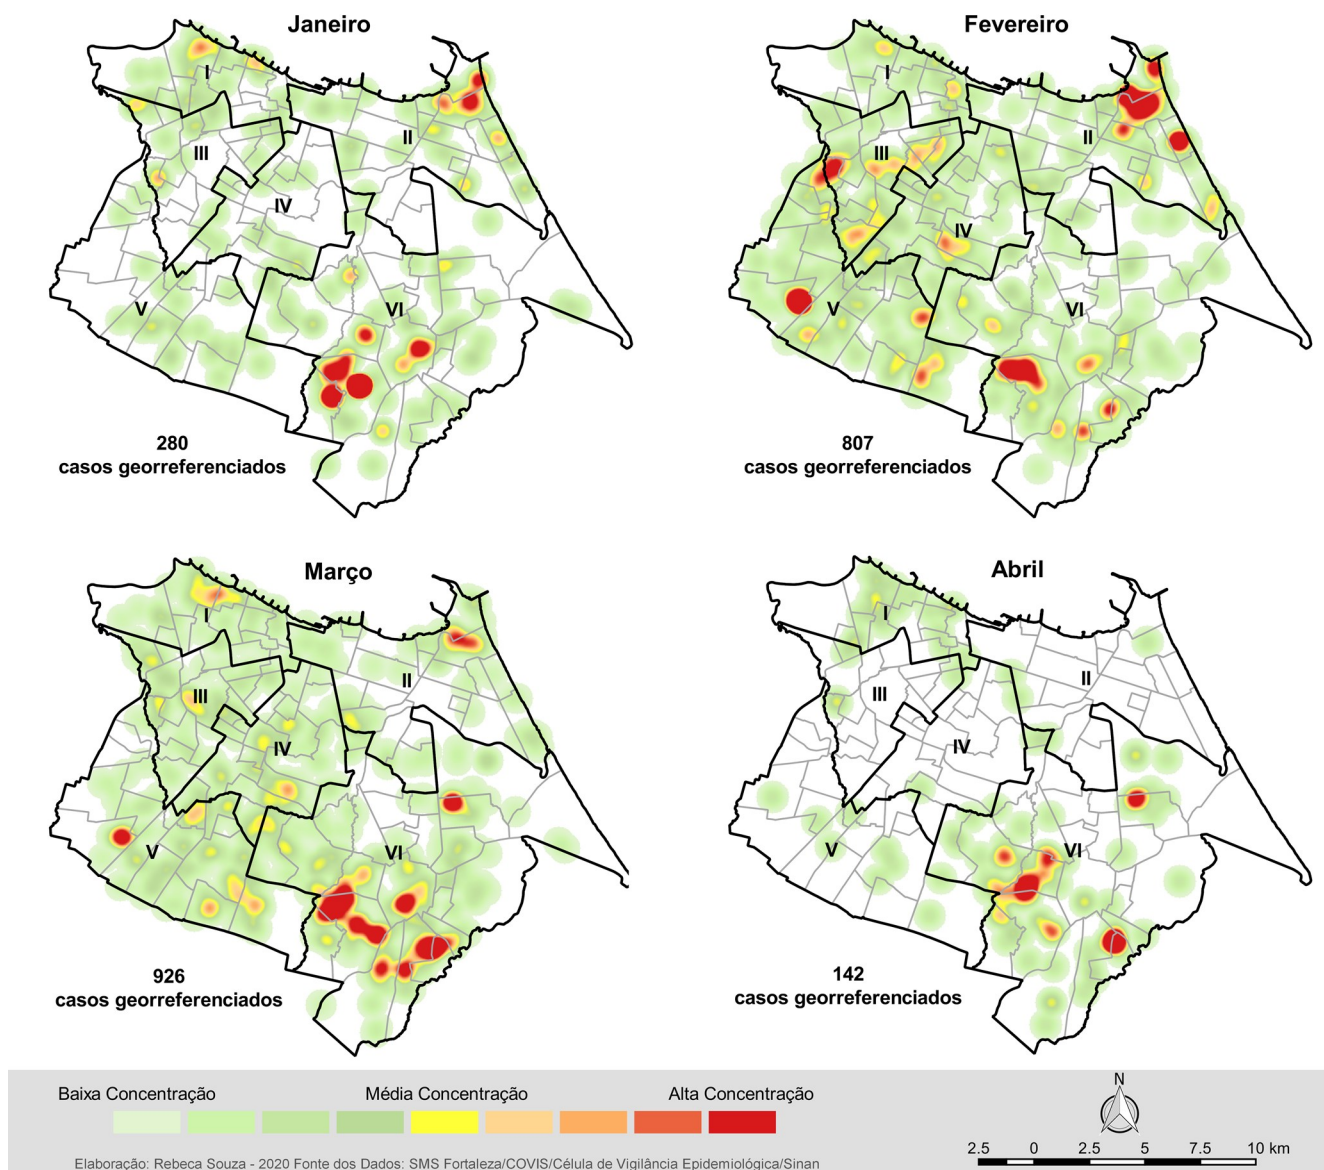 Janeiro
I
II
III
IV
V
VI
280
casos georreferenciados
Fevereiro
I
II
III
IV
V
VI
807
casos georreferenciados
Março
I
II
III
IV
V
VI
926
casos georreferenciados
Abril
I
II
III
IV
V
VI
142
casos georreferenciados
Baixa Concentração
Média Concentração
Alta Concentração
N
2.5 0 2.5 5 7.5 10 km
Elaboração: Rebeca Souza - 2020 Fonte dos Dados: SMS Fortaleza/COVIS/Célula de Vigilância Epidemiológica/Sinan